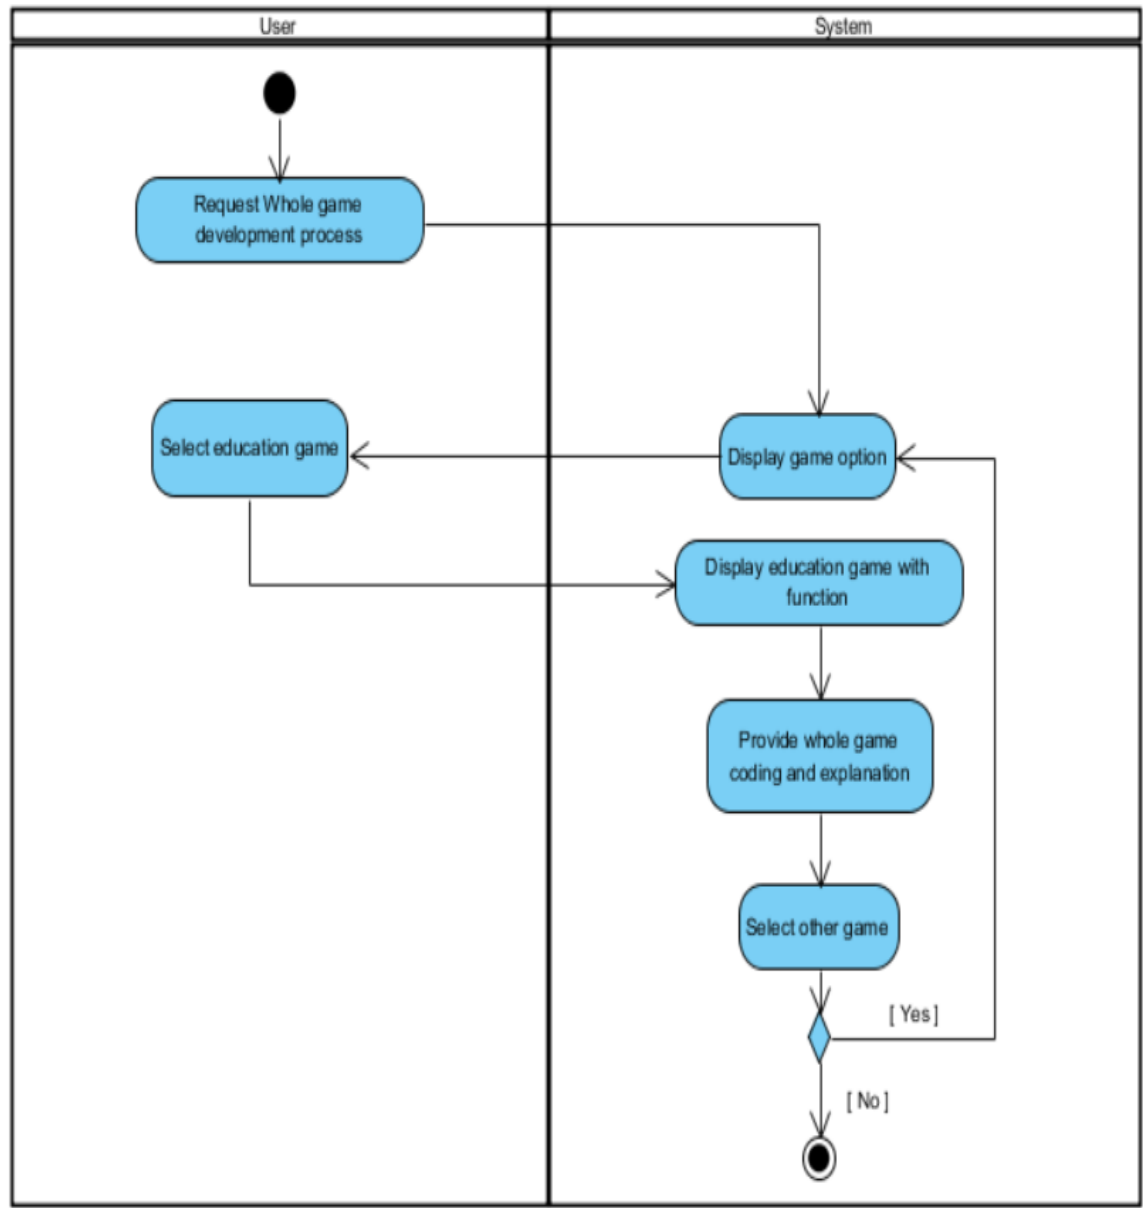 User
System
Request Whole game
development process
Select education game
Display game option
Display education game with
function
Provide whole game
coding and explanation
Select other game
[ Yes ]
[ No ]